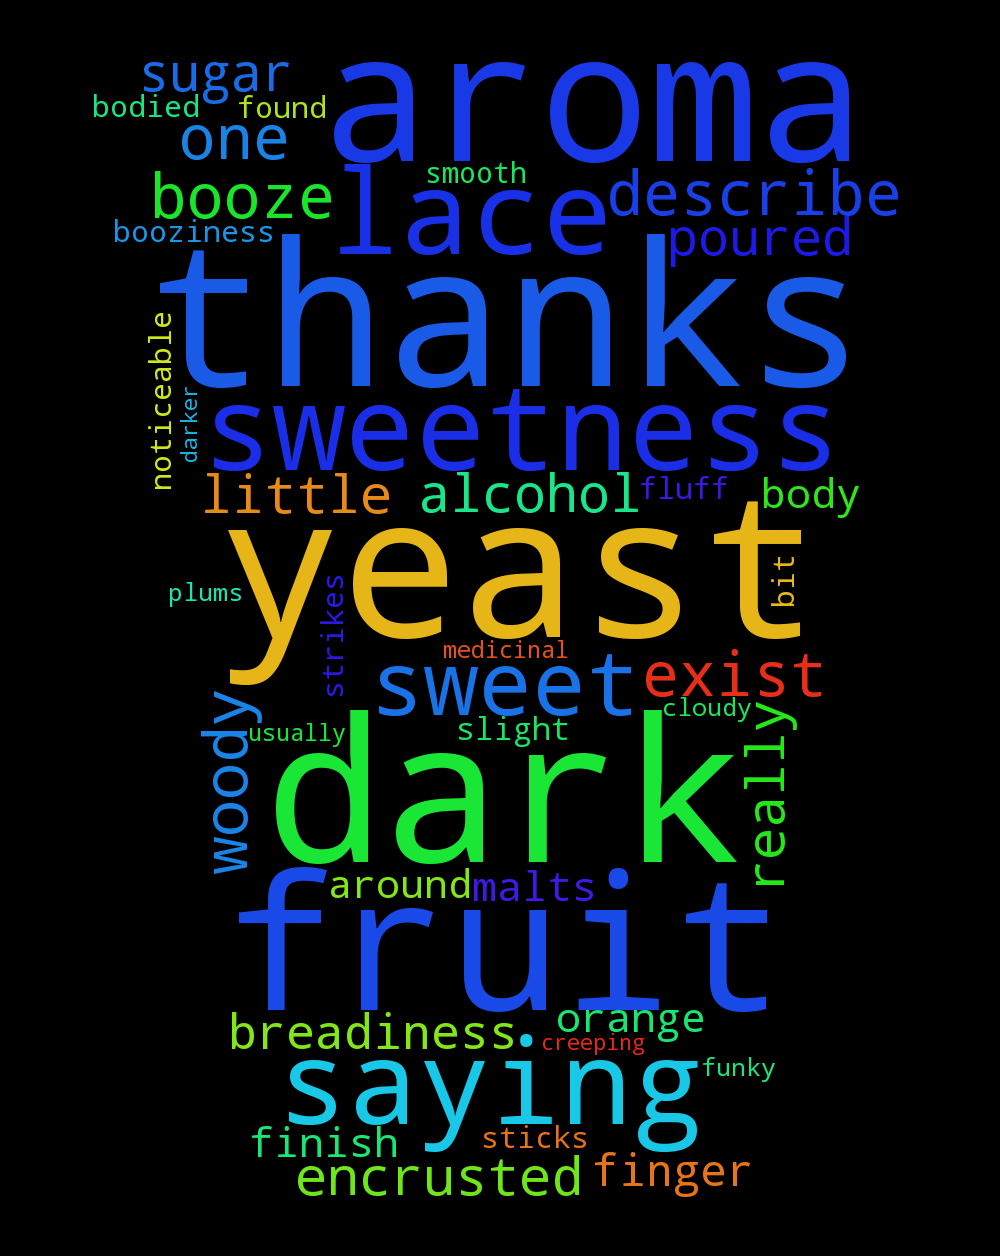 aroma
sugar
bodied found
one
smooth
booze lace describe
booziness poured
thanks
noticeable
darker
sweetness
little alcohol fluff body
yeast
bit
plums
strikes
medicinal
sweet exist
woody
cloudy
usually slight
really
dark
around malts
fruit
breadiness orange
creeping
saying funky
finish sticks
encrusted finger